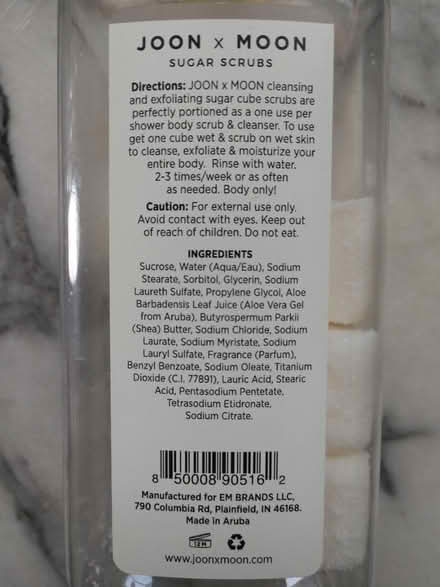 JOON x MOON
SUGAR SCRUBS
Directions: JOON x MOON cleansing
and exfoliating sugar cube scrubs are
perfectly portioned as a one use per
shower body scrub & cleanser. To use
get one cube wet & scrub on wet skin
to cleanse, exfoliate & moisturize your
entire body. Rinse with water.
2-3 times/week or as often
as needed. Body only!
Caution: For external use only.
Avoid contact with eyes. Keep out
of reach of children. Do not eat.
INGREDIENTS
Sucrose, Water (Aqua/Eau), Sodium
Stearate, Sorbitol, Glycerin, Sodium
Laureth Sulfate, Propylene Glycol, Aloe
Barbadensis Leaf Juice (Aloe Vera Gel
from Aruba), Butyrospermum Parkii
(Shea) Butter, Sodium Chloride, Sodium
Laurate, Sodium Myristate, Sodium
Lauryl Sulfate, Fragrance (Parfum),
Benzyl Benzoate, Sodium Oleate, Titanium
Dioxide (C.I. 77891), Lauric Acid, Stearic
Acid, Pentasodium Pentetate,
Tetrasodium Etidronate,
Sodium Citrate.
8 50008 90516 2
Manufactured for EM BRANDS LLC,
790 Columbia Rd, Plainfield, IN 46168.
Made in Aruba
12M
www.joonxmoon.com